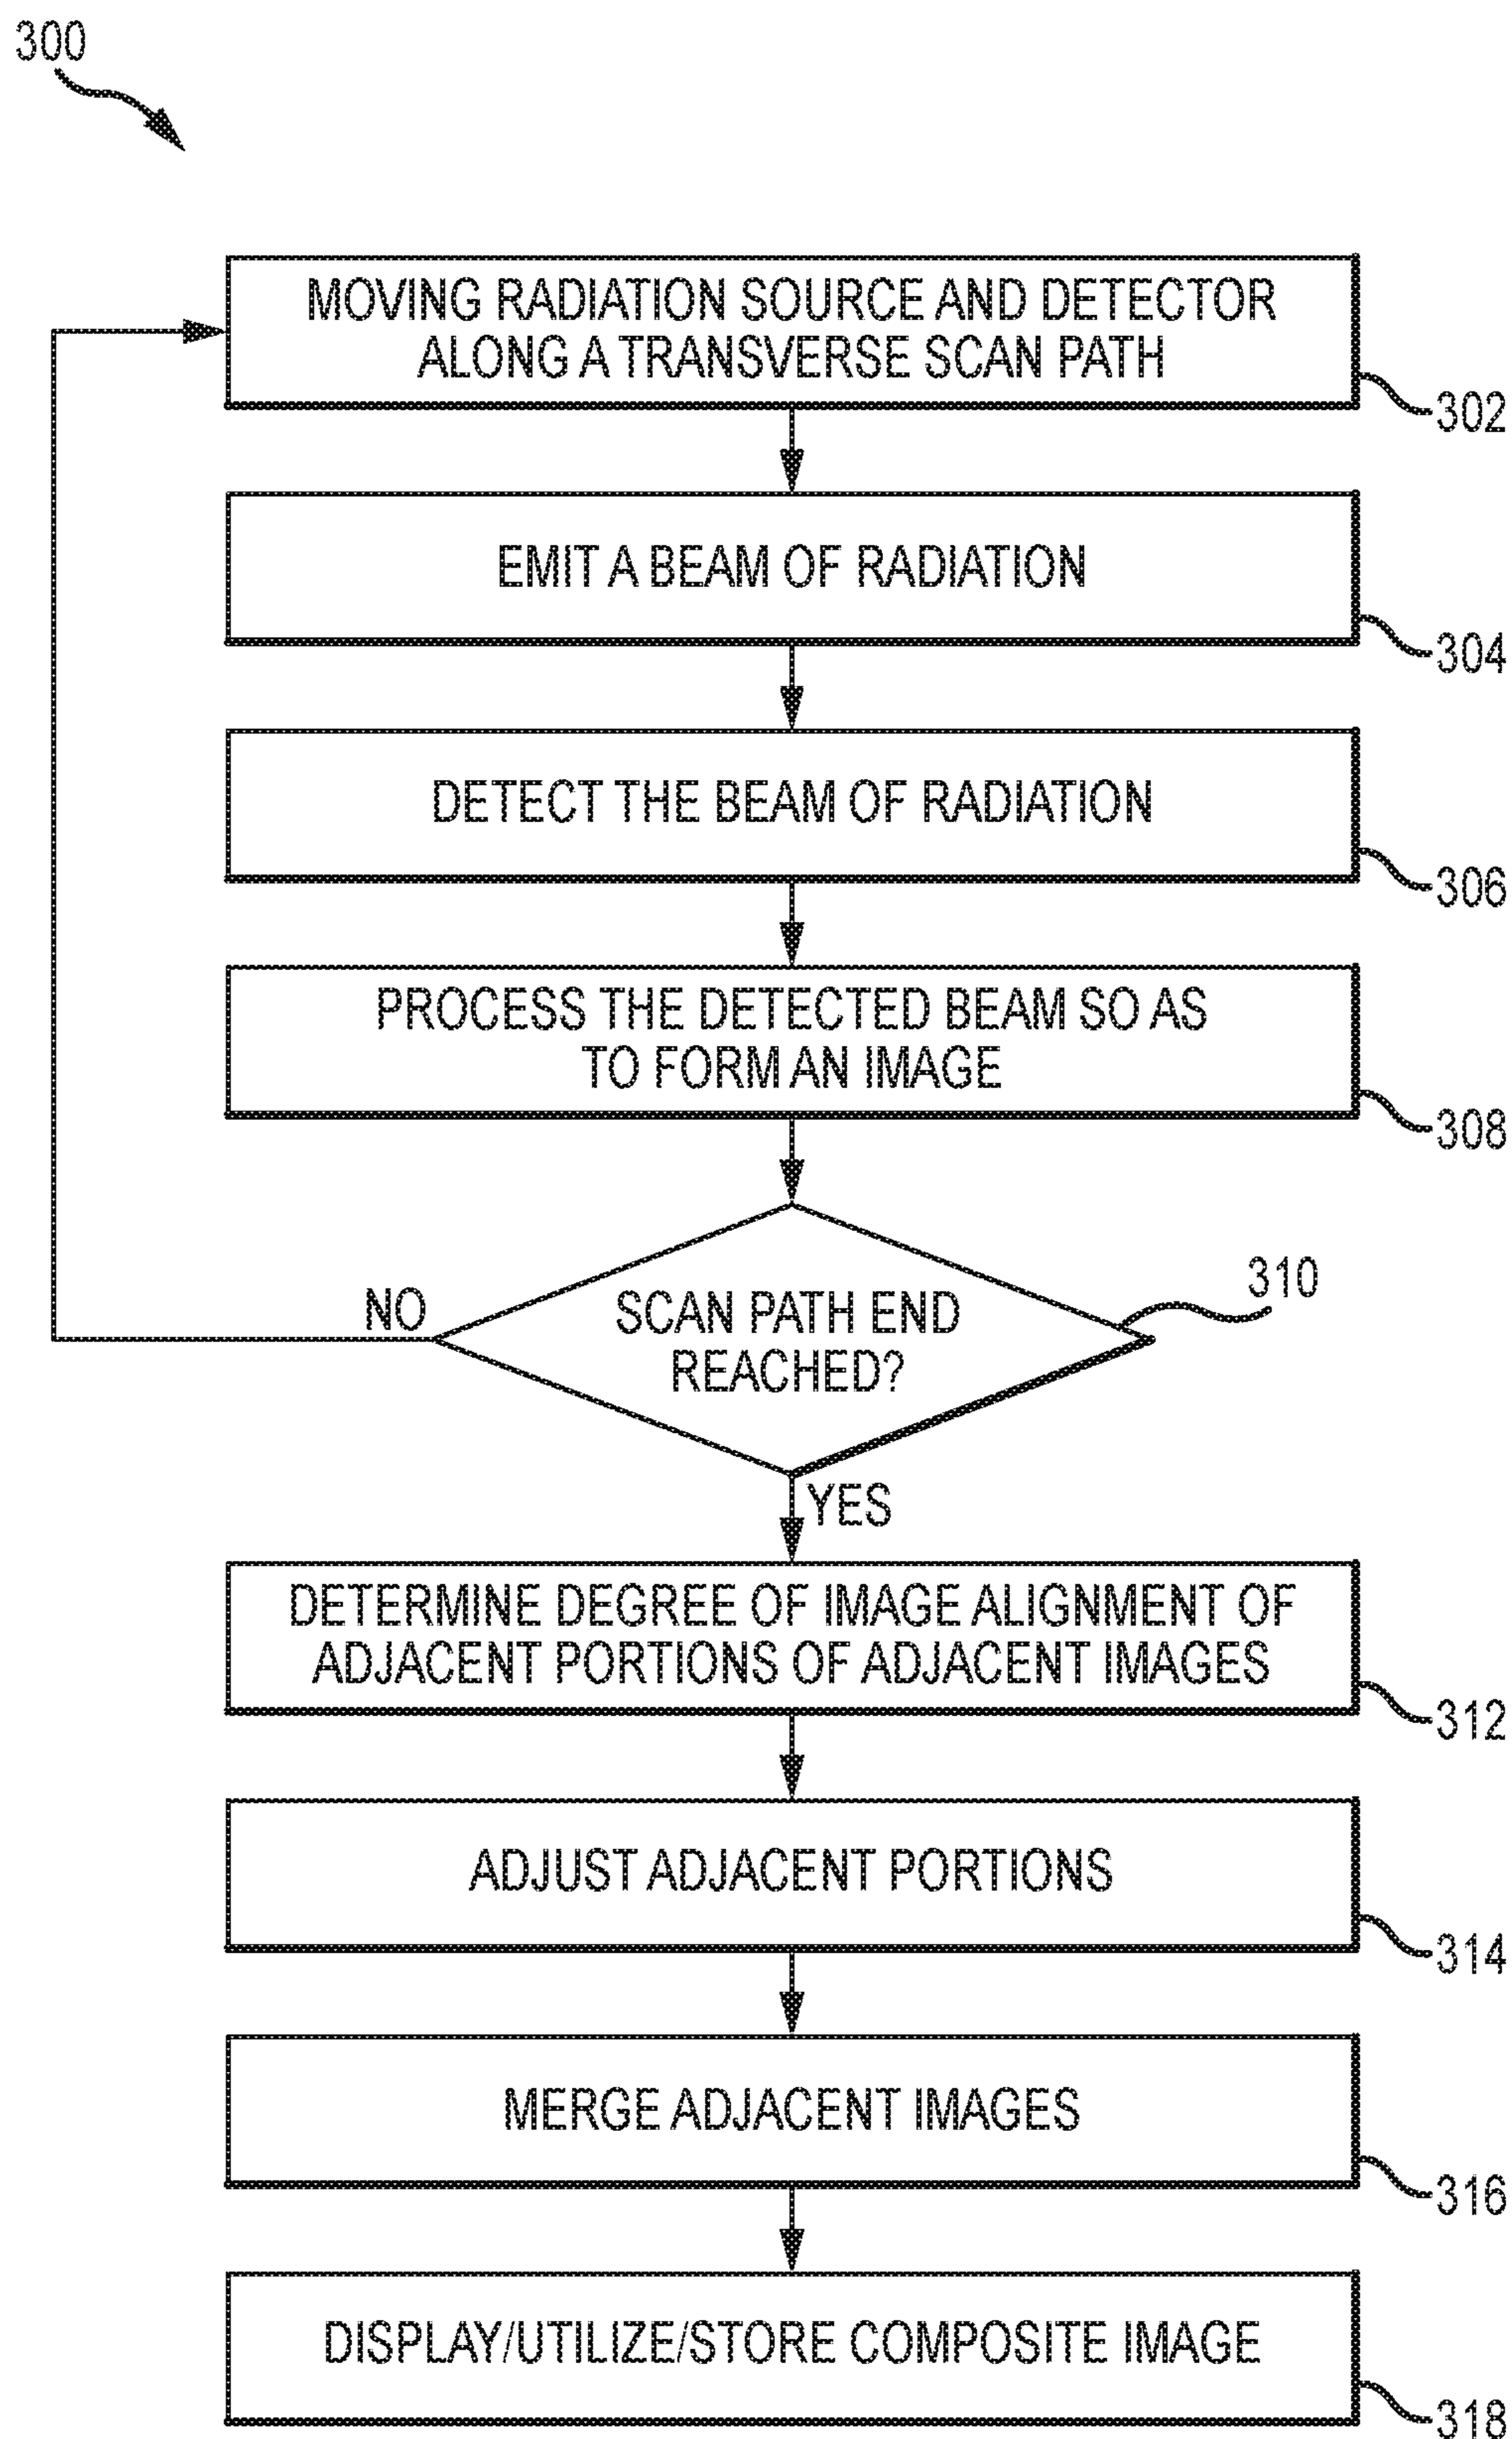 300
MOVING RADIATION SOURCE AND DETECTOR
ALONG A TRANSVERSE SCAN PATH
302
EMIT A BEAM OF RADIATION
304
DETECT THE BEAM OF RADIATION
306
PROCESS THE DETECTED BEAM SO AS
TO FORM AN IMAGE
308
NO
SCAN PATH END
REACHED?
310
YES
DETERMINE DEGREE OF IMAGE ALIGNMENT OF
ADJACENT PORTIONS OF ADJACENT IMAGES
312
ADJUST ADJACENT PORTIONS
314
MERGE ADJACENT IMAGES
316
DISPLAY/UTILIZE/STORE COMPOSITE IMAGE
318